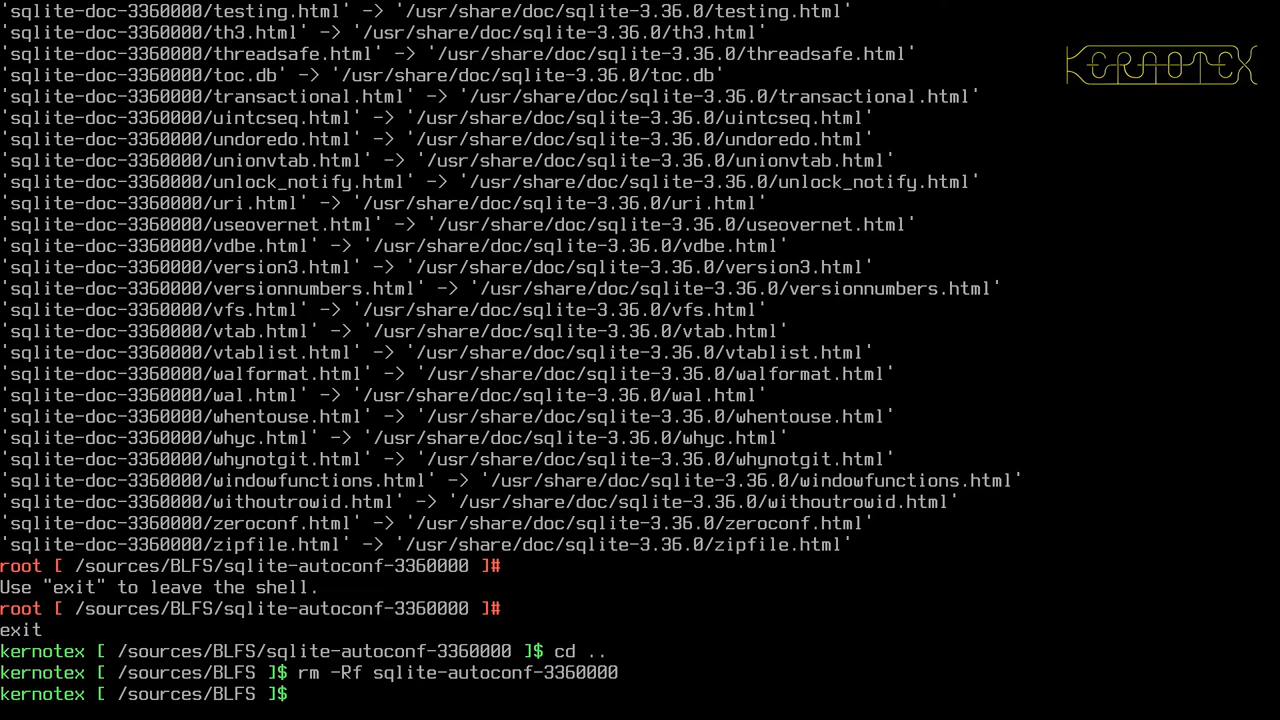 'sqlite-doc-3360000/testing.html' -> '/usr/share/doc/sqlite-3.36.0/testing.html'
'sqlite-doc-3360000/th3.html' -> '/usr/share/doc/sqlite-3.36.0/th3.html'
'sqlite-doc-3360000/threadsafe.html' -> '/usr/share/doc/sqlite-3.36.0/threadsafe.html'
'sqlite-doc-3360000/toc.db' -> '/usr/share/doc/sqlite-3.36.0/toc.db'
KERNOTEX
'sqlite-doc-3360000/transactional.html' -> '/usr/share/doc/sqlite-3.36.0/transactional.html'
'sqlite-doc-3360000/uintcseq.html' -> '/usr/share/doc/sqlite-3.36.0/uintcseq.html'
'sqlite-doc-3360000/undoredo.html' -> '/usr/share/doc/sqlite-3.36.0/undoredo.html'
'sqlite-doc-3360000/unionvtab.html' -> '/usr/share/doc/sqlite-3.36.0/unionvtab.html'
'sqlite-doc-3360000/unlock_notify.html' -> '/usr/share/doc/sqlite-3.36.0/unlock_notify.html'
'sqlite-doc-3360000/uri.html' -> '/usr/share/doc/sqlite-3.36.0/uri.html'
'sqlite-doc-3360000/useovernet.html' -> '/usr/share/doc/sqlite-3.36.0/useovernet.html'
'sqlite-doc-3360000/vdbe.html' -> '/usr/share/doc/sqlite-3.36.0/vdbe.html'
'sqlite-doc-3360000/version3.html' -> '/usr/share/doc/sqlite-3.36.0/version3.html'
'sqlite-doc-3360000/versionnumbers.html' -> '/usr/share/doc/sqlite-3.36.0/versionnumbers.html'
'sqlite-doc-3360000/vfs.html' -> '/usr/share/doc/sqlite-3.36.0/vfs.html'
'sqlite-doc-3360000/vtab.html' -> '/usr/share/doc/sqlite-3.36.0/vtab.html'
'sqlite-doc-3360000/vtablist.html' -> '/usr/share/doc/sqlite-3.36.0/vtablist.html'
'sqlite-doc-3360000/walformat.html' -> '/usr/share/doc/sqlite-3.36.0/walformat.html'
'sqlite-doc-3360000/wal.html' -> '/usr/share/doc/sqlite-3.36.0/wal.html'
'sqlite-doc-3360000/whentouse.html' -> '/usr/share/doc/sqlite-3.36.0/whentouse.html'
'sqlite-doc-3360000/whyc.html' -> '/usr/share/doc/sqlite-3.36.0/whyc.html'
'sqlite-doc-3360000/whynotgit.html' -> '/usr/share/doc/sqlite-3.36.0/whynotgit.html'
'sqlite-doc-3360000/windowfunctions.html' -> '/usr/share/doc/sqlite-3.36.0/windowfunctions.html'
'sqlite-doc-3360000/withoutrowid.html' -> '/usr/share/doc/sqlite-3.36.0/withoutrowid.html'
'sqlite-doc-3360000/zeroconf.html' -> '/usr/share/doc/sqlite-3.36.0/zeroconf.html'
'sqlite-doc-3360000/zipfile.html' -> '/usr/share/doc/sqlite-3.36.0/zipfile.html'
root [ /sources/BLFS/sqlite-autoconf-3360000 ]#
Use "exit" to leave the shell.
root [ /sources/BLFS/sqlite-autoconf-3360000 ]#
exit
kernotex [ /sources/BLFS/sqlite-autoconf-3360000 ]$ cd ..
kernotex [ /sources/BLFS ]$ rm -Rf sqlite-autoconf-3360000
kernotex [ /sources/BLFS ]$